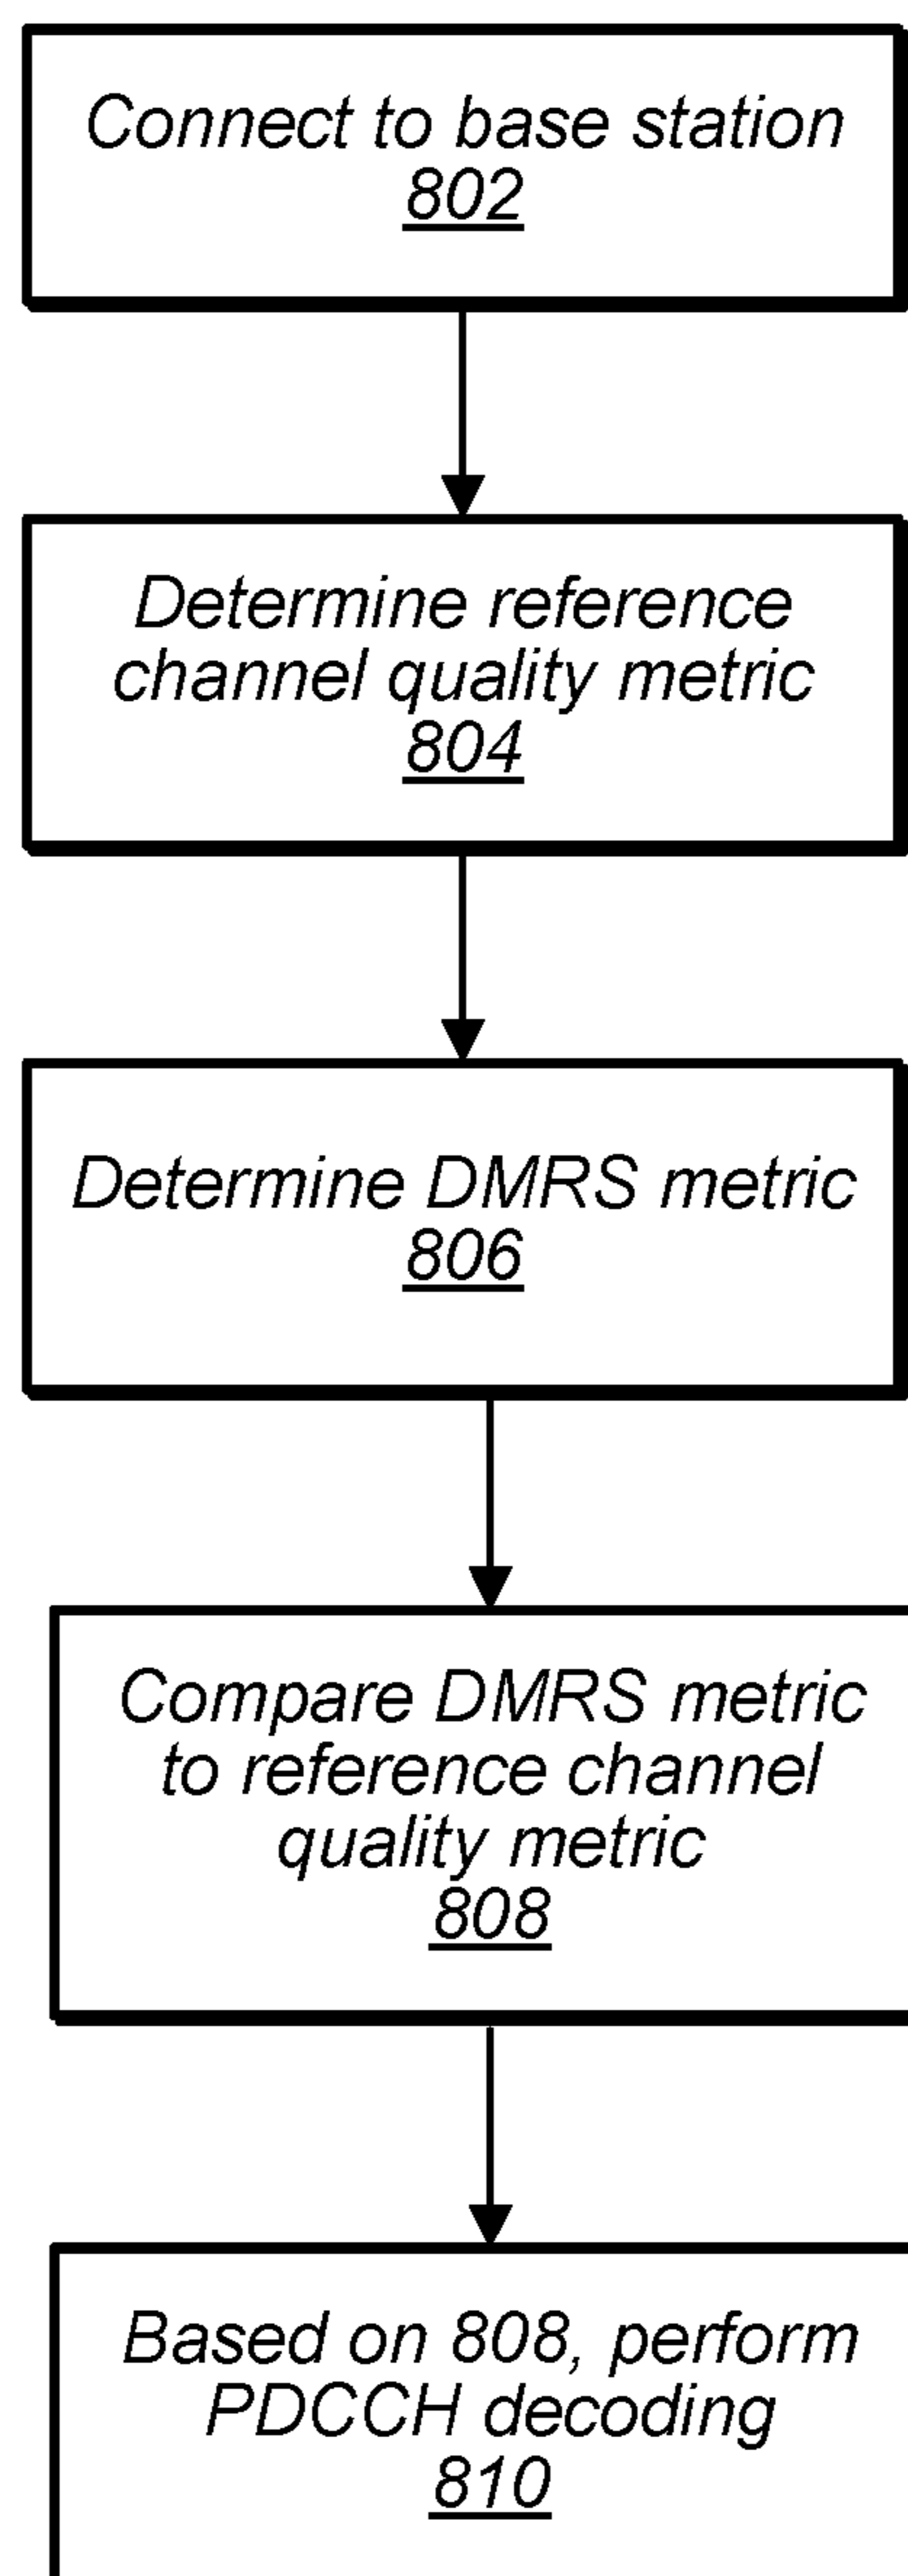 Connect to base station
802
Determine reference
channel quality metric
804
Determine DMRS metric
806
Compare DMRS metric
to reference channel
quality metric
808
Based on 808, perform
PDCCH decoding
810